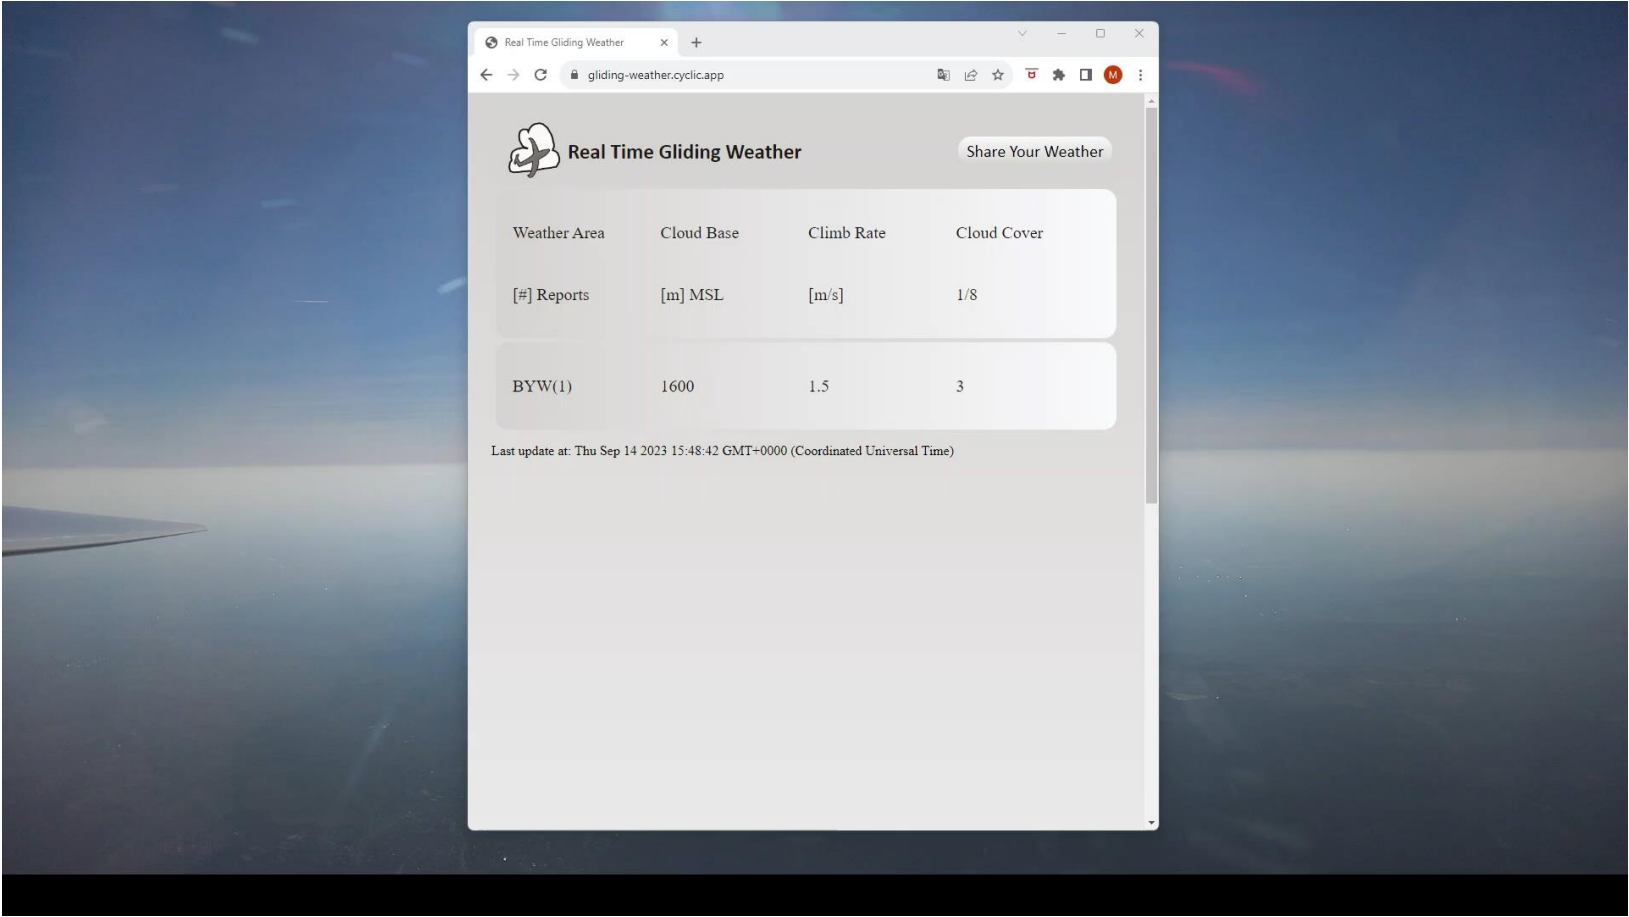 Real Time Gliding Weather
gliding-weather.cyclic.app
M
Real Time Gliding Weather
Share Your Weather
Weather Area Cloud Base Climb Rate Cloud Cover
[#] Reports [m] MSL [m/s] 1/8
BYW(1) 1600 1.5 3
Last update at: Thu Sep 14 2023 15:48:42 GMT+0000 (Coordinated Universal Time)